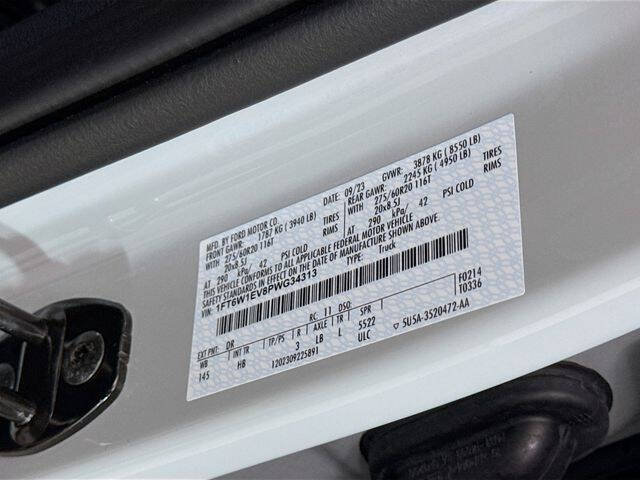 MFD. BY FORD MOTOR CO.
DATE: 09/23 GVWR: 3878 KG ( 8550 LB)
FRONT GAWR: 1787 KG ( 3940 LB) REAR GAWR: 2245 KG ( 4950 LB)
WITH 275/60R20 116T TIRES WITH 275/60R20 116T TIRES
20x8.5J RIMS 20x8.5J RIMS
AT 290 kPa/ 42 PSI COLD AT 290 kPa/ 42 PSI COLD
THIS VEHICLE CONFORMS TO ALL APPLICABLE FEDERAL MOTOR VEHICLE
SAFETY STANDARDS IN EFFECT ON THE DATE OF MANUFACTURE SHOWN ABOVE.
VIN: 1FT6W1EV8PWG34313 TYPE: Truck
F0214
T0336
EXT PNT: DR RC: 11 DSO:
WB INT TR TP/PS R AXLE TR SPR
145 HB 3 LB L 5522
ULC 5U5A-3520472-AA
1202309225891